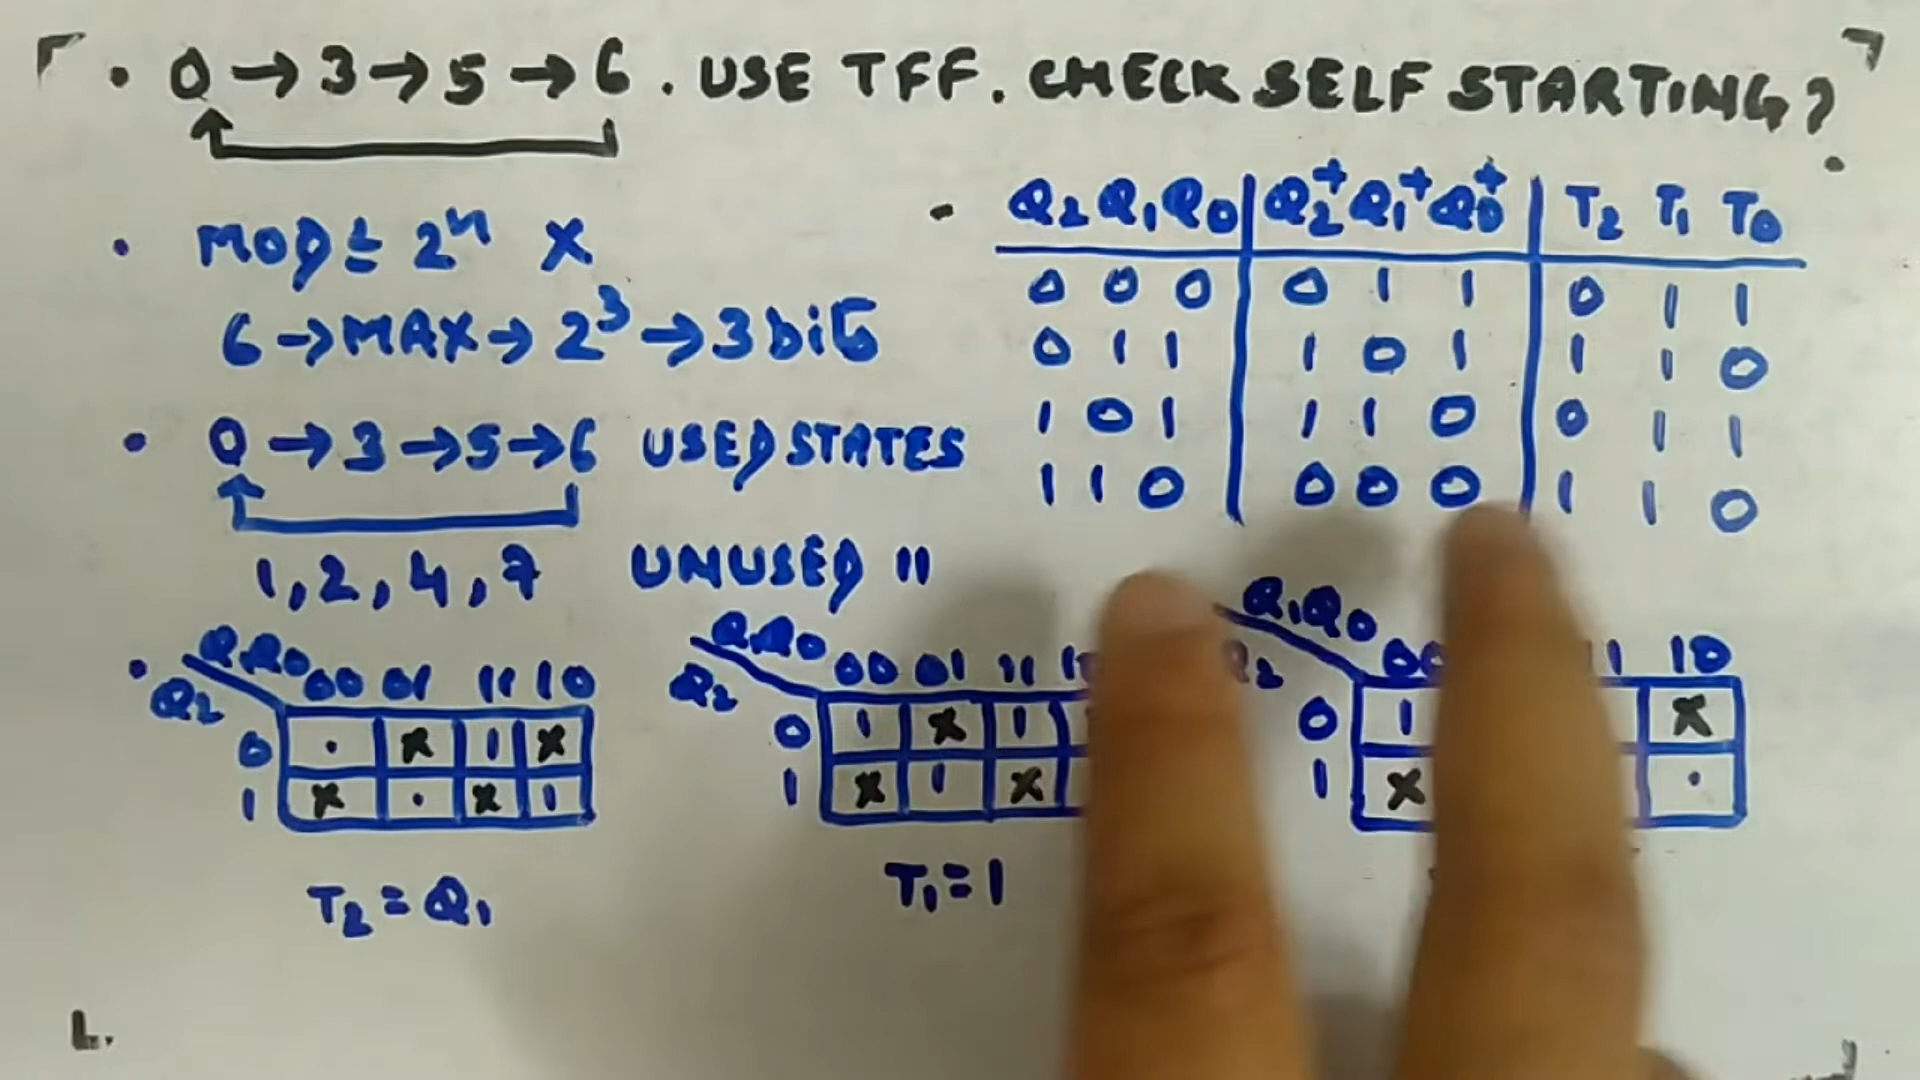 • 0 → 3 → 5 → 6 . USE TFF. CHECK SELF STARTING?
• MOD ≤ 2ⁿ X
6 → MAX → 2³ → 3 bit
• 0 → 3 → 5 → 6 USED STATES
1, 2, 4, 7 UNUSED "
• Q₂ Q₁ Q₀ | Q₂⁺ Q₁⁺ Q₀⁺ | T₂ T₁ T₀
0 0 0 | 0 1 1 | 0 1 1
0 1 1 | 1 0 1 | 1 1 0
1 0 1 | 1 1 0 | 0 1 1
1 1 0 | 0 0 0 | 1 1 0
• Q₁Q₀ 00 01 11 10
Q₂
0 . X 1 X
1 X . X 1
T₂ = Q₁
Q₁Q₀ 00 01 11
Q₂
0 1 X 1
1 X 1 X
T₁ = 1
Q₁Q₀ 10
0 1 X
1 X .